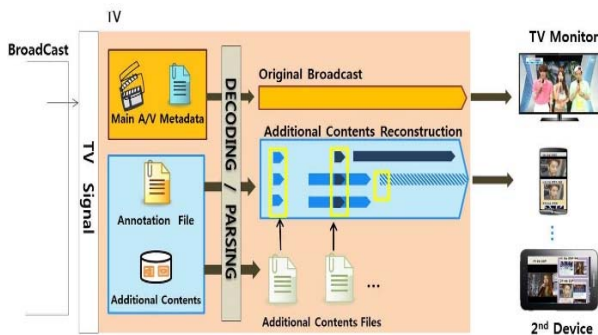 TV
BroadCast
TV Signal
Main A/V Metadata
Annotation File
Additional Contents
DECODING / PARSING
Original Broadcast
Additional Contents Reconstruction
Additional Contents Files
...
TV Monitor
2nd Device